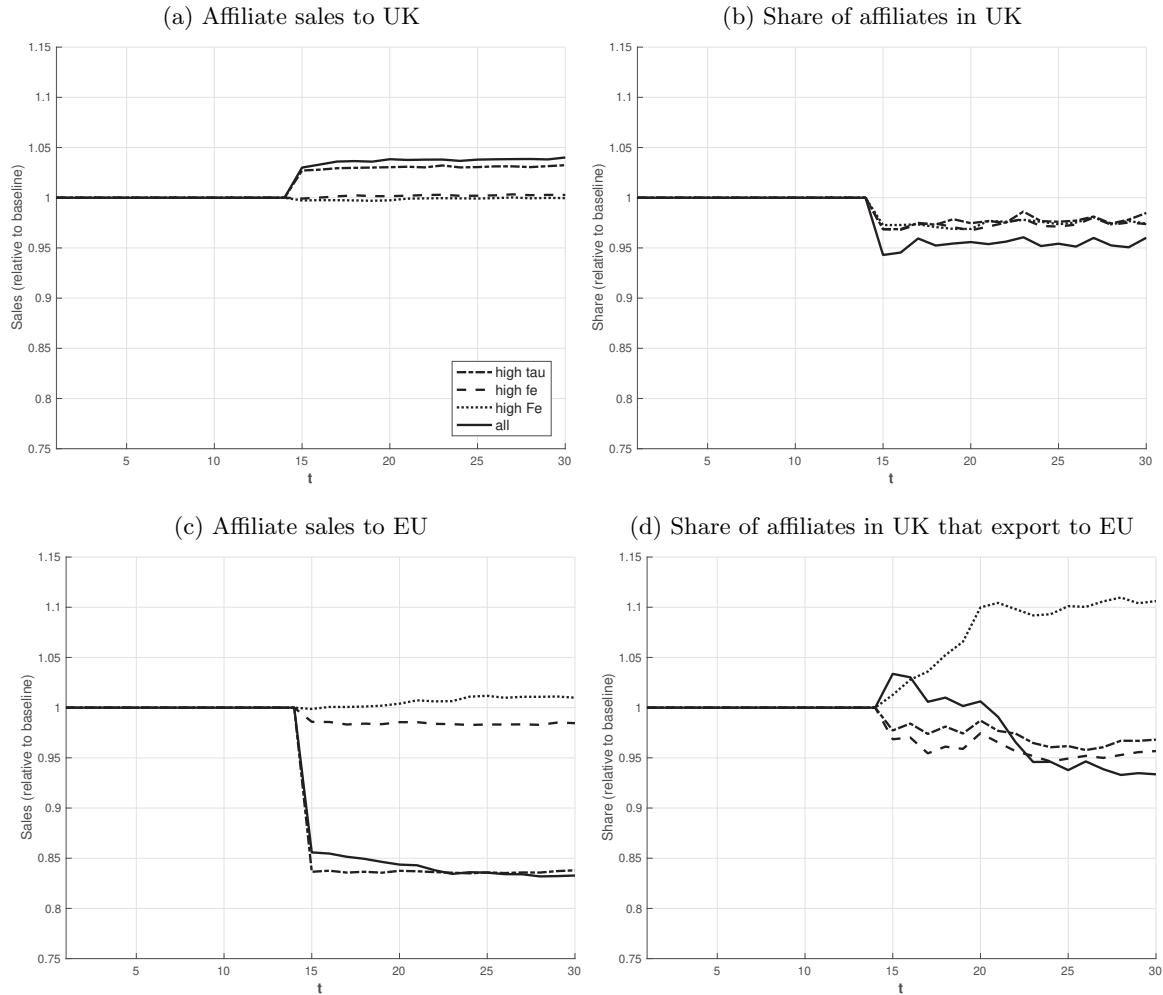 (a) Affiliate sales to UK
Sales (relative to baseline)
1.15
1.1
1.05
1
0.95
0.9
0.85
0.8
0.75
5 10 15 20 25 30
t
high tau
high fe
high Fe
all
(b) Share of affiliates in UK
Share (relative to baseline)
1.15
1.1
1.05
1
0.95
0.9
0.85
0.8
0.75
5 10 15 20 25 30
t
(c) Affiliate sales to EU
Sales (relative to baseline)
1.15
1.1
1.05
1
0.95
0.9
0.85
0.8
0.75
5 10 15 20 25 30
t
(d) Share of affiliates in UK that export to EU
Share (relative to baseline)
1.15
1.1
1.05
1
0.95
0.9
0.85
0.8
0.75
5 10 15 20 25 30
t